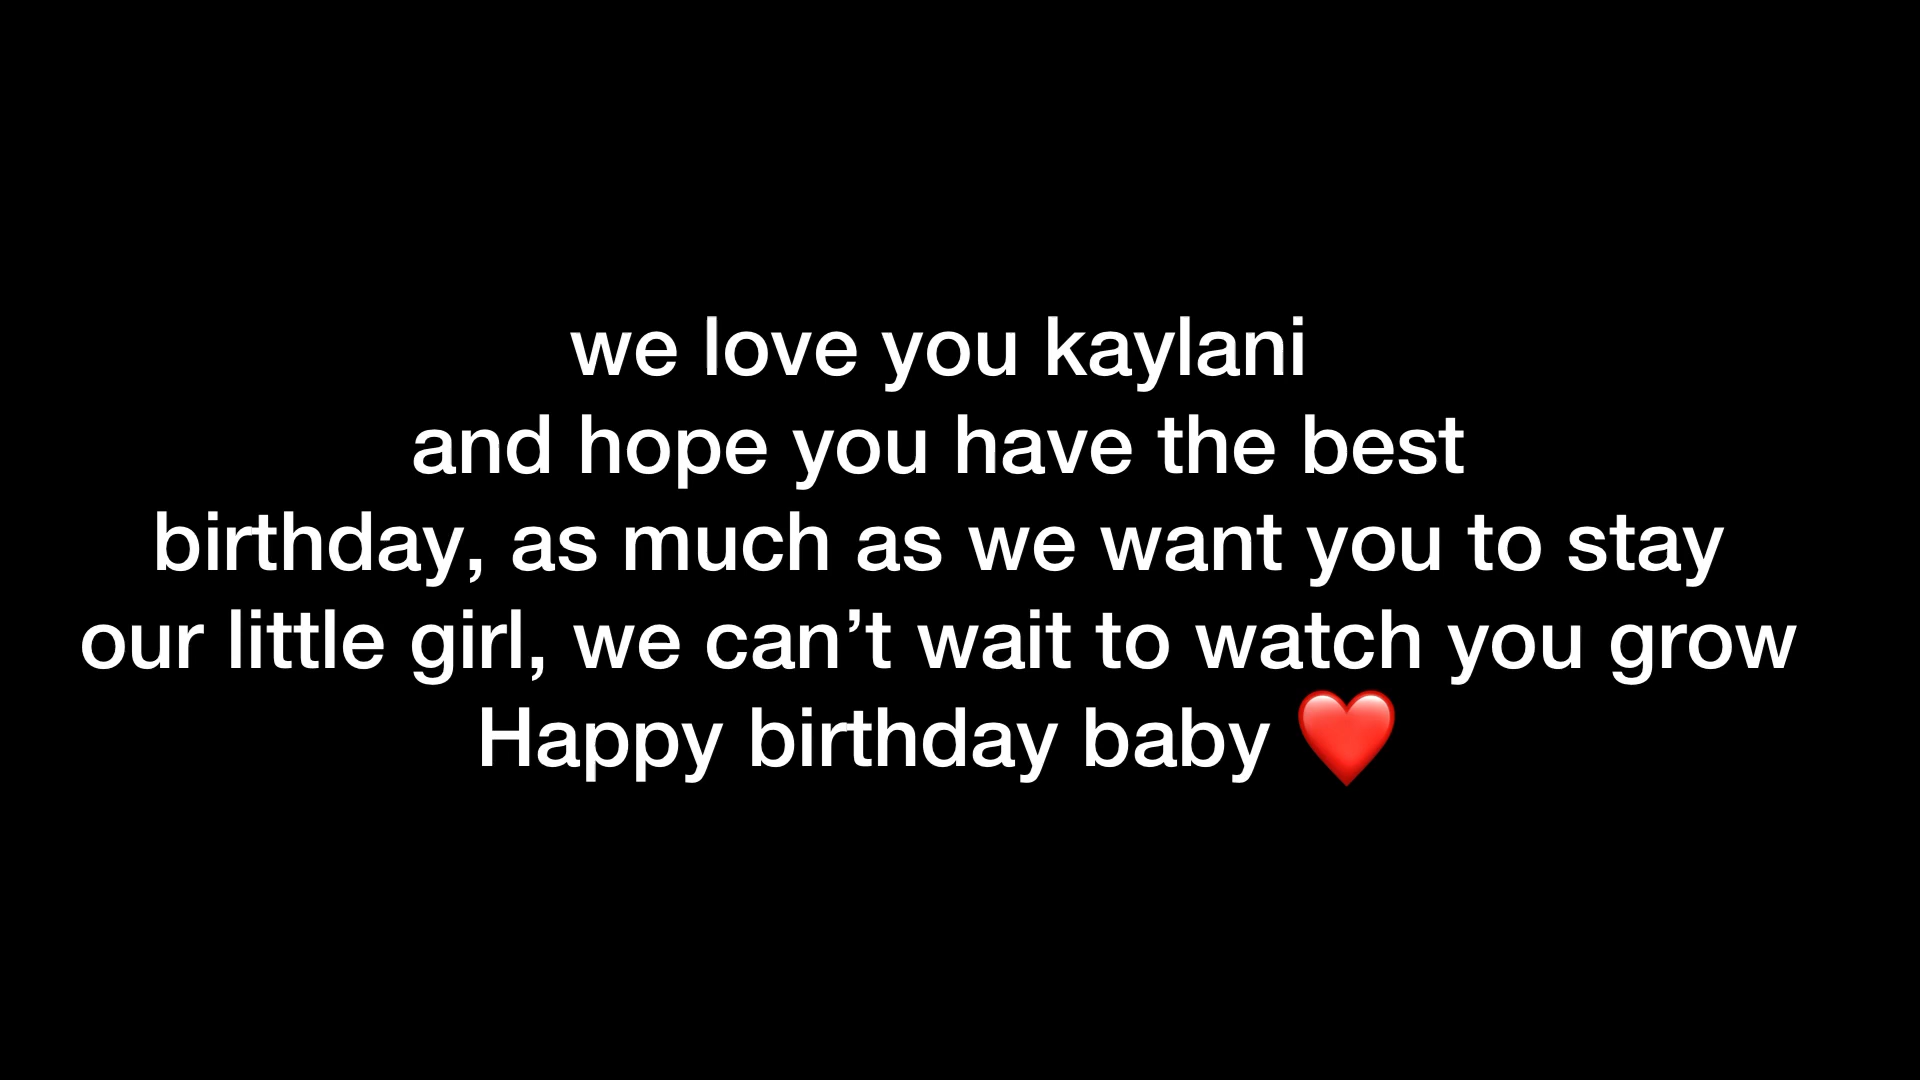 we love you kaylani
and hope you have the best
birthday, as much as we want you to stay
our little girl, we can’t wait to watch you grow
Happy birthday baby ❤️